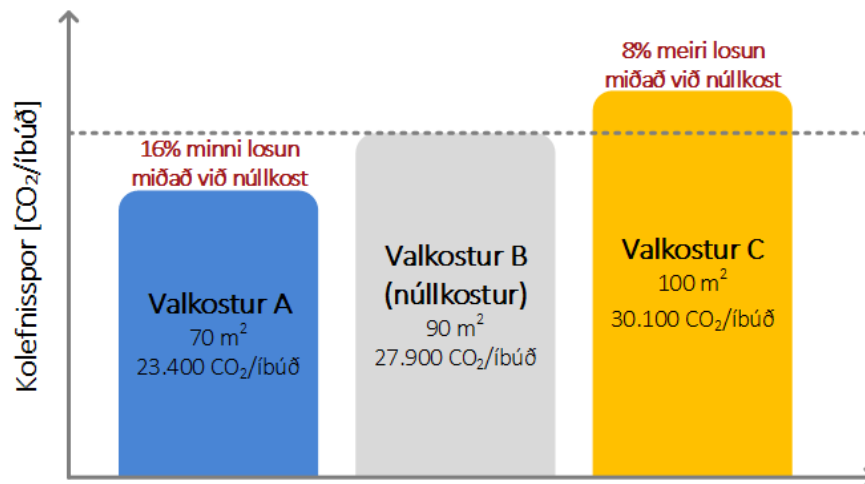 Kolefnisspor [CO₂/íbúð]
16% minni losun
miðað við núllkost
Valkostur A
70 m²
23.400 CO₂/íbúð
Valkostur B
(núllkostur)
90 m²
27.900 CO₂/íbúð
8% meiri losun
miðað við núllkost
Valkostur C
100 m²
30.100 CO₂/íbúð